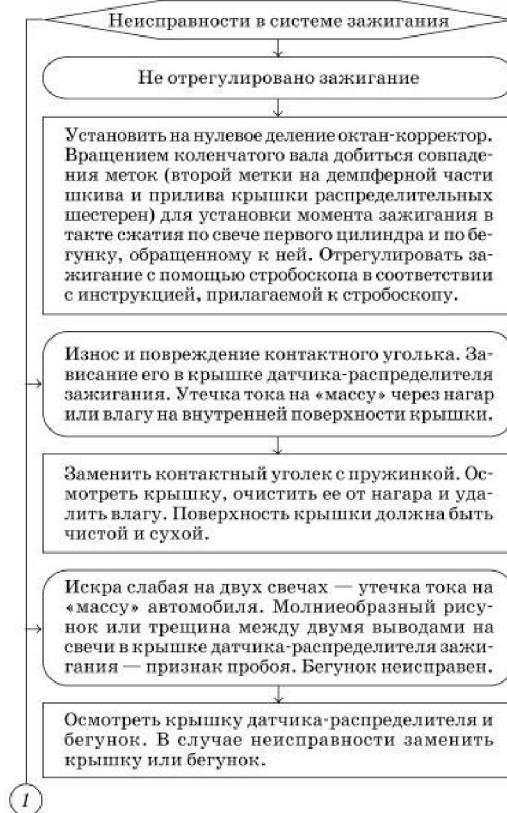 Неисправности в системе зажигания
Не отрегулировано зажигание
Установить на нулевое деление октан-корректор.
Вращением коленчатого вала добиться совпаде-
ния меток (второй метки на демпферной части
шкива и прилива крышки распределительных
шестерен) для установки момента зажигания в
такте сжатия по свече первого цилиндра и по бе-
гунку, обращенному к ней. Отрегулировать за-
жигание с помощью стробоскопа в соответствии
с инструкцией, прилагаемой к стробоскопу.
Износ и повреждение контактного уголька. За-
висание его в крышке датчика-распределителя
зажигания. Утечка тока на «массу» через нагар
или влагу на внутренней поверхности крышки.
Заменить контактный уголек с пружинкой. Ос-
мотреть крышку, очистить ее от нагара и уда-
лить влагу. Поверхность крышки должна быть
чистой и сухой.
Искра слабая на двух свечах — утечка тока на
«массу» автомобиля. Молниеобразный рису-
нок или трещина между двумя выводами на
свечи в крышке датчика-распределителя зажи-
гания — признак пробоя. Бегунок неисправен.
Осмотреть крышку датчика-распределителя и
бегунок. В случае неисправности заменить
крышку или бегунок.
1